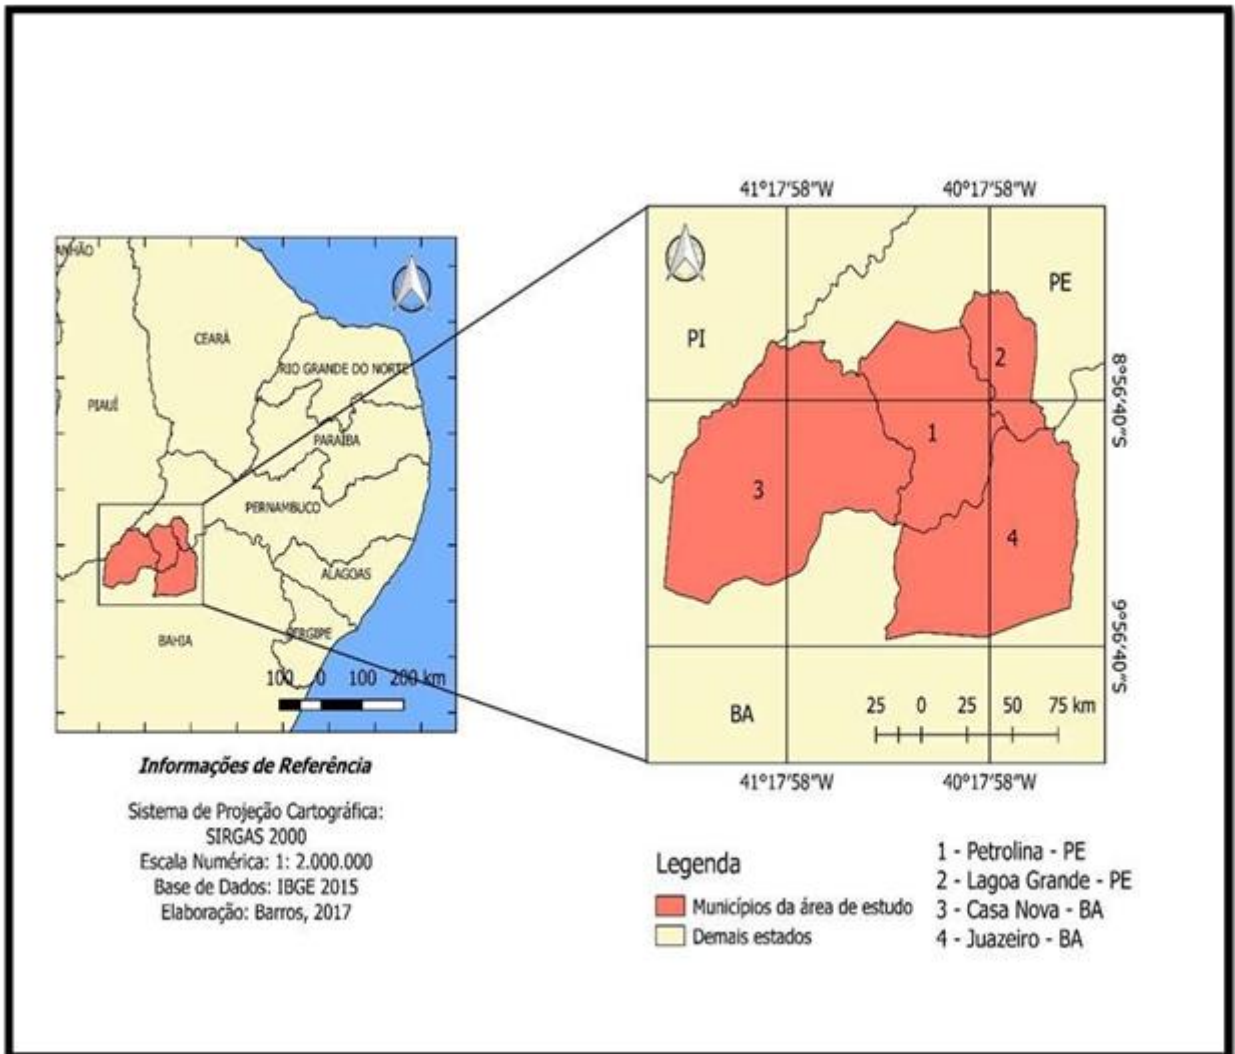 ANHÃO
CEARÁ
RIO GRANDE DO NORTE
PIAUÍ
PARAIBA
PERNAMBUCO
ALAGOAS
SERGIPE
BAHIA
100 0 100 200 km
41°17'58"W 40°17'58"W
PE
PI
2
8°56'40"S
1
3
4
9°56'40"S
BA
25 0 25 50 75 km
41°17'58"W 40°17'58"W
Informações de Referência
Sistema de Projeção Cartográfica:
SIRGAS 2000
Escala Numérica: 1: 2.000.000
Base de Dados: IBGE 2015
Elaboração: Barros, 2017
Legenda
Municípios da área de estudo
Demais estados
1 - Petrolina - PE
2 - Lagoa Grande - PE
3 - Casa Nova - BA
4 - Juazeiro - BA